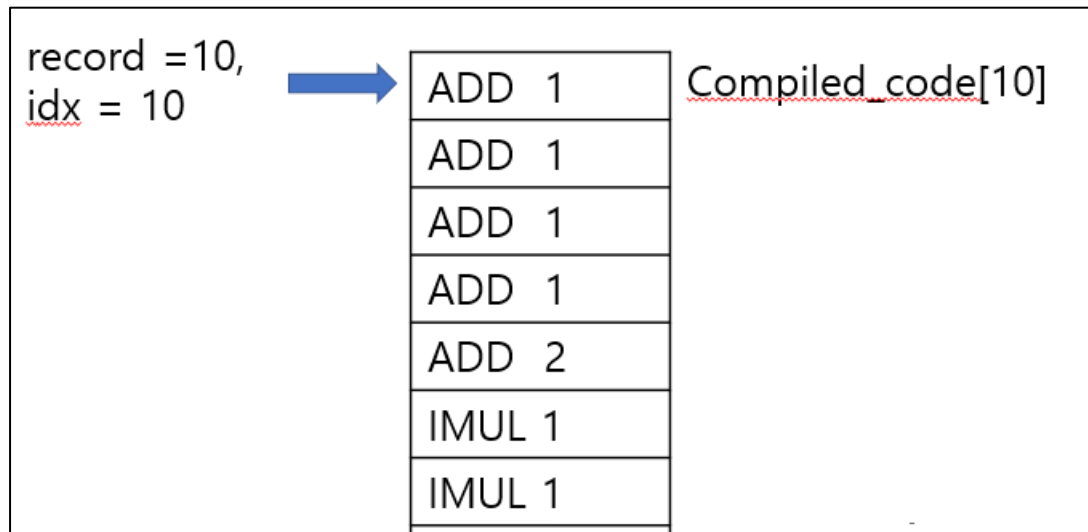 record =10,
idx = 10
ADD 1
Compiled_code[10]
ADD 1
ADD 1
ADD 1
ADD 2
IMUL 1
IMUL 1